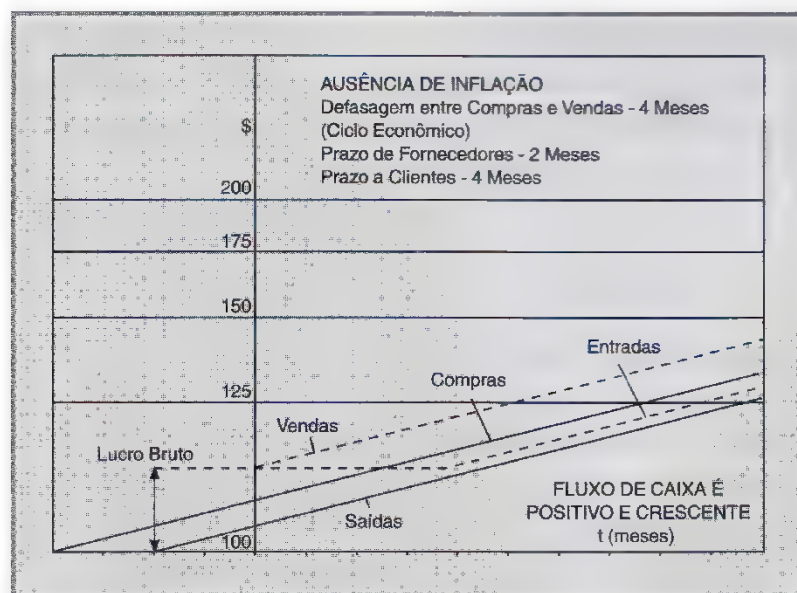 AUSÊNCIA DE INFLAÇÃO
Defasagem entre Compras e Vendas - 4 Meses
$
(Ciclo Econômico)
Prazo de Fornecedores - 2 Meses
Prazo a Clientes - 4 Meses
200
175
150
Entradas
Compras
125
Vendas
Lucro Bruto
FLUXO DE CAIXA É
POSITIVO E CRESCENTE
Saídas
t (meses)
100